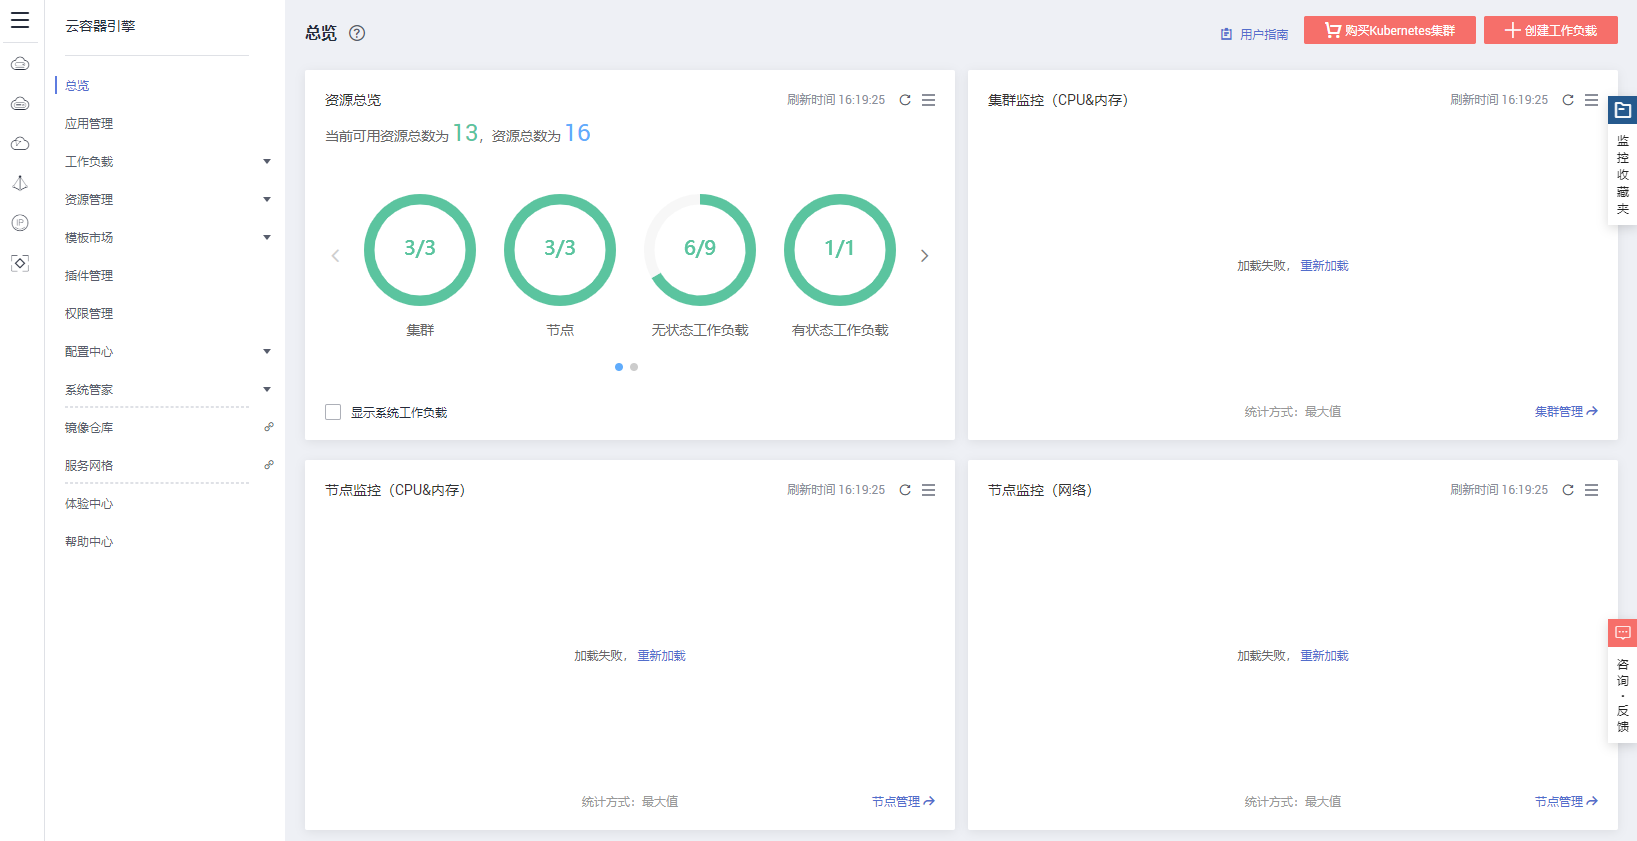 云容器引擎
总览
应用管理
工作负载
资源管理
模板市场
插件管理
权限管理
配置中心
系统管家
镜像仓库
服务网格
体验中心
帮助中心
IP
总览 ?
用户指南
购买Kubernetes集群
创建工作负载
资源总览
刷新时间 16:19:25
当前可用资源总数为 13，资源总数为 16
3/3
3/3
6/9
1/1
集群
节点
无状态工作负载
有状态工作负载
显示系统工作负载
集群监控（CPU&内存）
刷新时间 16:19:25
加载失败， 重新加载
统计方式：最大值
集群管理
节点监控（CPU&内存）
刷新时间 16:19:25
加载失败， 重新加载
统计方式：最大值
节点管理
节点监控（网络）
刷新时间 16:19:25
加载失败， 重新加载
统计方式：最大值
节点管理
监控收藏夹
咨询·反馈